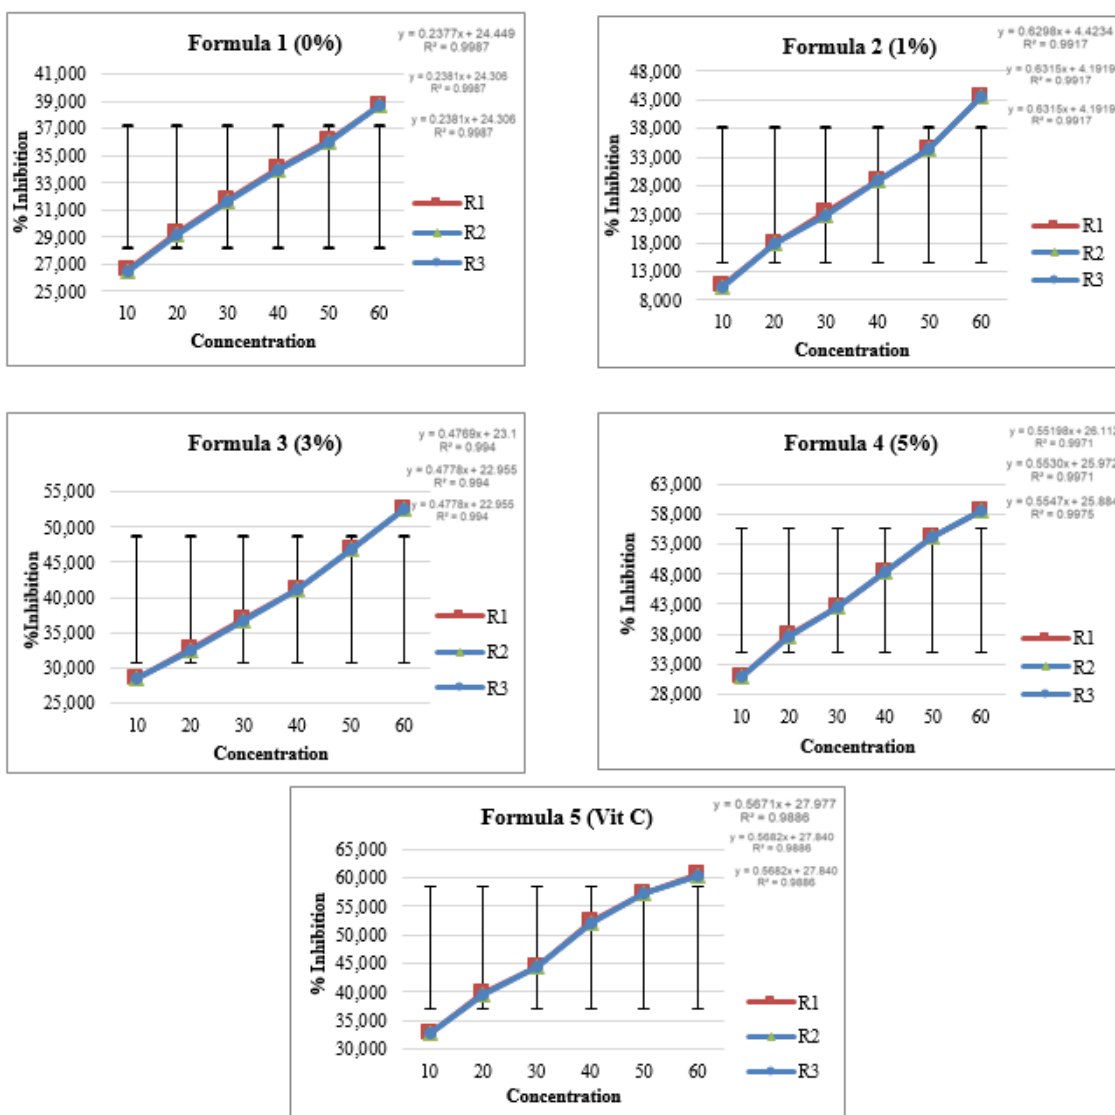 Formula 1 (0%)
y = 0.2377x + 24.449
R² = 0.9987
y = 0.2381x + 24.306
R² = 0.9987
y = 0.2381x + 24.306
R² = 0.9987
% Inhibition
41,000
39,000
37,000
35,000
33,000
31,000
29,000
27,000
25,000
R1
R2
R3
10 20 30 40 50 60
Conncentration
Formula 2 (1%)
y = 0.6298x + 4.4234
R² = 0.9917
y = 0.6315x + 4.1919
R² = 0.9917
y = 0.6315x + 4.1919
R² = 0.9917
% Inhibition
48,000
43,000
38,000
33,000
28,000
23,000
18,000
13,000
8,000
R1
R2
R3
10 20 30 40 50 60
Concentration
Formula 3 (3%)
y = 0.4769x + 23.1
R² = 0.994
y = 0.4778x + 22.955
R² = 0.994
y = 0.4778x + 22.955
R² = 0.994
%Inhibition
55,000
50,000
45,000
40,000
35,000
30,000
25,000
R1
R2
R3
10 20 30 40 50 60
Concentration
Formula 4 (5%)
y = 0.55198x + 26.112
R² = 0.9971
y = 0.5530x + 25.972
R² = 0.9971
y = 0.5547x + 25.884
R² = 0.9975
% Inhibition
63,000
58,000
53,000
48,000
43,000
38,000
33,000
28,000
R1
R2
R3
10 20 30 40 50 60
Concentration
Formula 5 (Vit C)
y = 0.5671x + 27.977
R² = 0.9886
y = 0.5682x + 27.840
R² = 0.9886
y = 0.5682x + 27.840
R² = 0.9886
% Inhibition
65,000
60,000
55,000
50,000
45,000
40,000
35,000
30,000
R1
R2
R3
10 20 30 40 50 60
Concentration